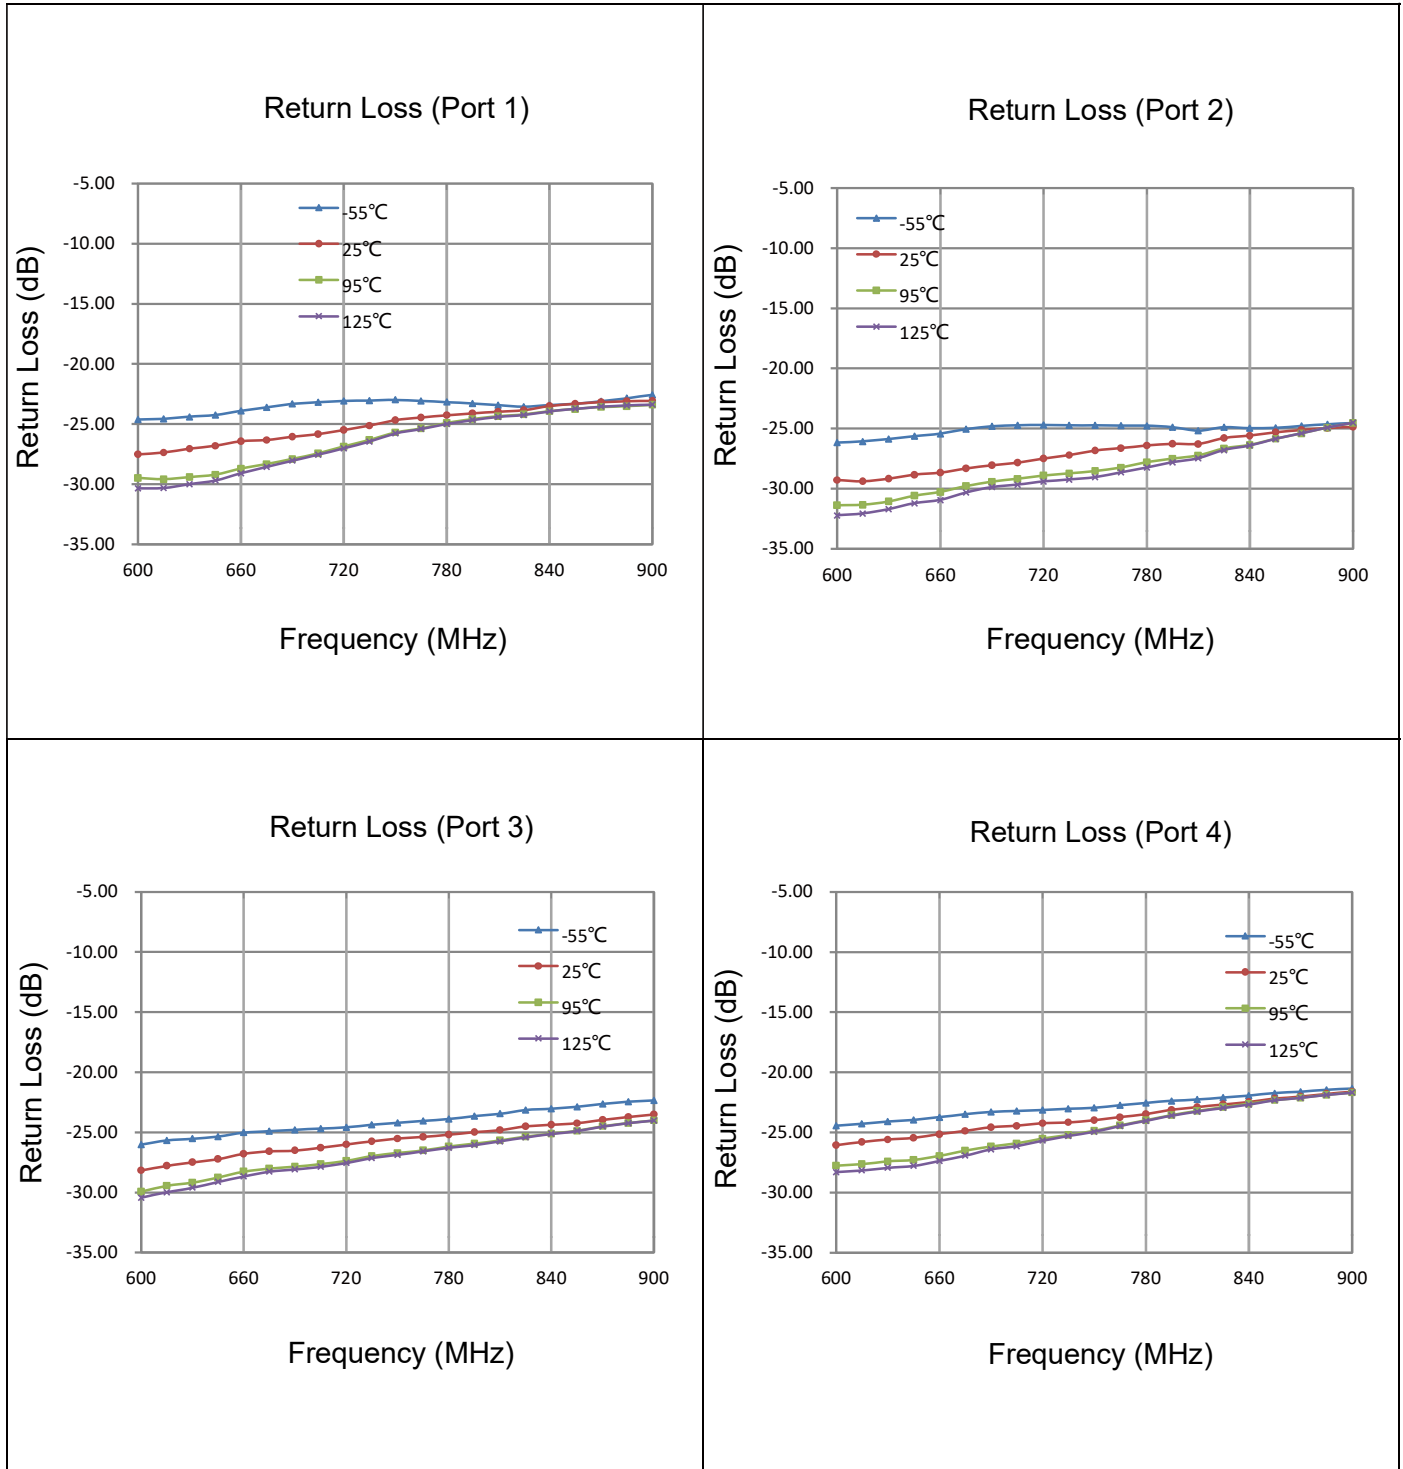 Return Loss (Port 1)
Return Loss (dB)
-5.00
-10.00
-15.00
-20.00
-25.00
-30.00
-35.00
-55℃
25℃
95℃
125℃
600 660 720 780 840 900
Frequency (MHz)
Return Loss (Port 2)
Return Loss (dB)
-5.00
-10.00
-15.00
-20.00
-25.00
-30.00
-35.00
-55℃
25℃
95℃
125℃
600 660 720 780 840 900
Frequency (MHz)
Return Loss (Port 3)
Return Loss (dB)
-5.00
-10.00
-15.00
-20.00
-25.00
-30.00
-35.00
-55℃
25℃
95℃
125℃
600 660 720 780 840 900
Frequency (MHz)
Return Loss (Port 4)
Return Loss (dB)
-5.00
-10.00
-15.00
-20.00
-25.00
-30.00
-35.00
-55℃
25℃
95℃
125℃
600 660 720 780 840 900
Frequency (MHz)